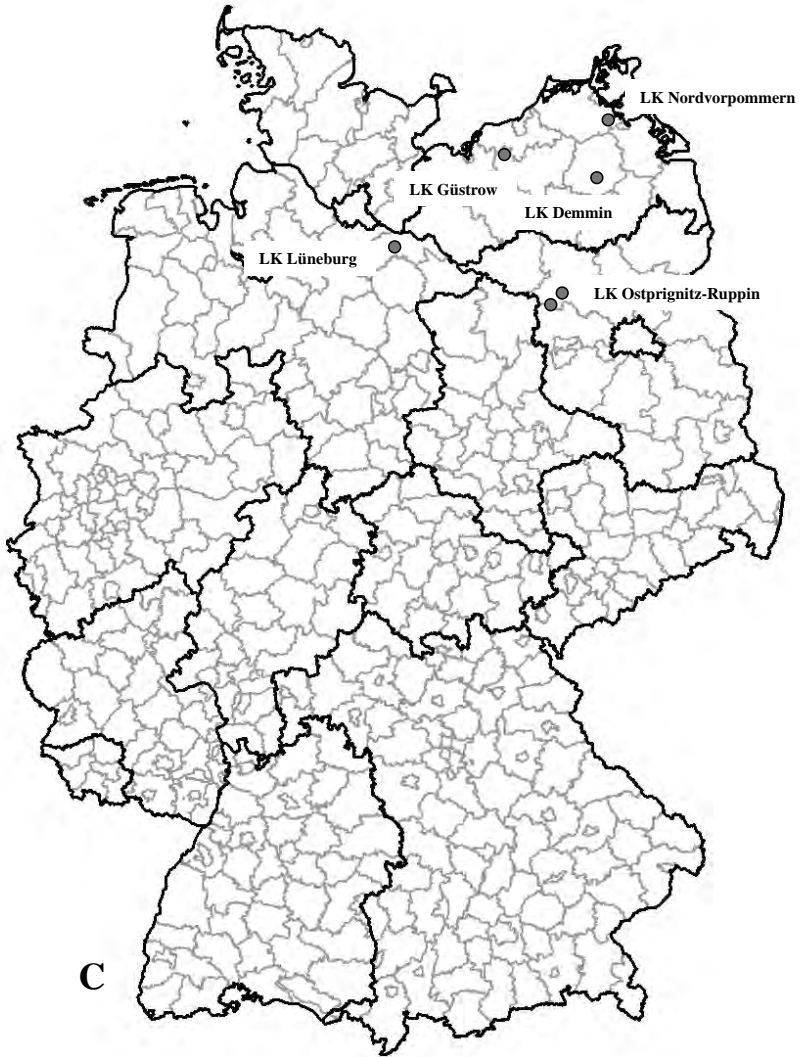 LK Nordvorpommern
LK Güstrow
LK Demmin
LK Lüneburg
LK Ostprignitz-Ruppin
C